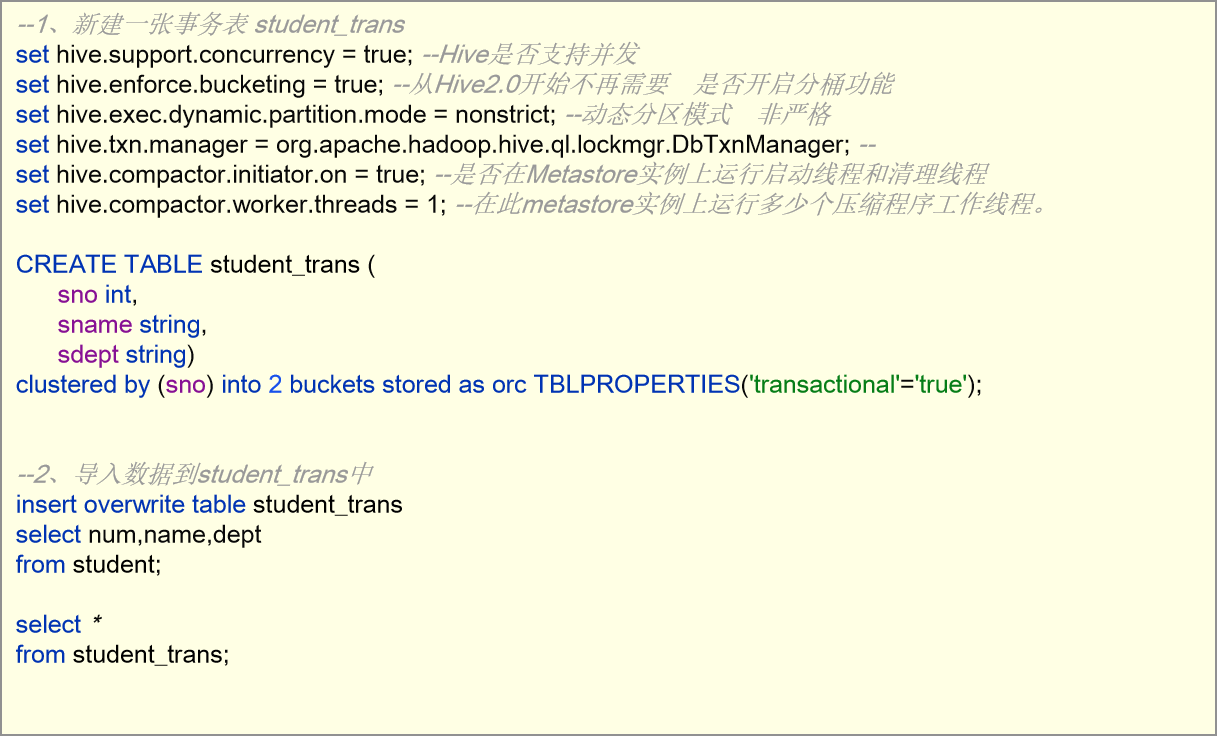 --1、新建一张事务表 student_trans
set hive.support.concurrency = true; --Hive是否支持并发
set hive.enforce.bucketing = true; --从Hive2.0开始不再需要 是否开启分桶功能
set hive.exec.dynamic.partition.mode = nonstrict; --动态分区模式 非严格
set hive.txn.manager = org.apache.hadoop.hive.ql.lockmgr.DbTxnManager; --
set hive.compactor.initiator.on = true; --是否在Metastore实例上运行启动线程和清理线程
set hive.compactor.worker.threads = 1; --在此metastore实例上运行多少个压缩程序工作线程。
CREATE TABLE student_trans (
sno int,
sname string,
sdept string)
clustered by (sno) into 2 buckets stored as orc TBLPROPERTIES('transactional'='true');
--2、导入数据到student_trans中
insert overwrite table student_trans
select num,name,dept
from student;
select *
from student_trans;